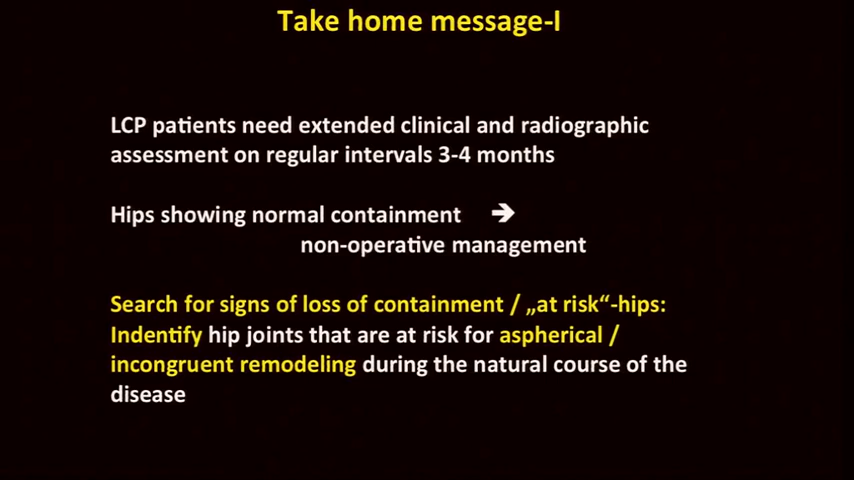 Take home message-I
LCP patients need extended clinical and radiographic
assessment on regular intervals 3-4 months
Hips showing normal containment ➔
non-operative management
Search for signs of loss of containment / „at risk“-hips:
Indentify hip joints that are at risk for aspherical /
incongruent remodeling during the natural course of the
disease